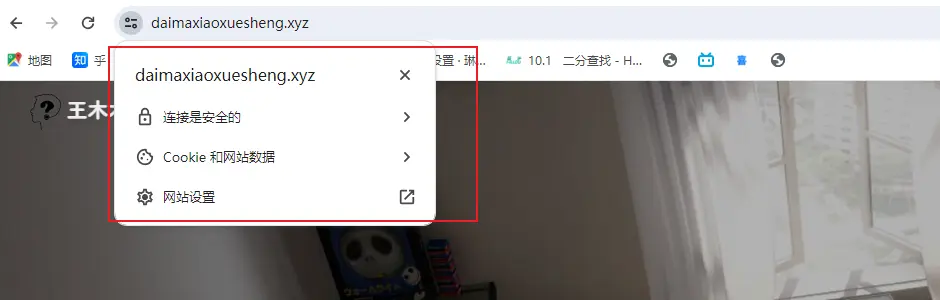 daimaxiaoxuesheng.xyz
地图
知 乎
设置 · 琳...
10.1 二分查找 - H...
daimaxiaoxuesheng.xyz
王木
连接是安全的
Cookie 和网站数据
网站设置